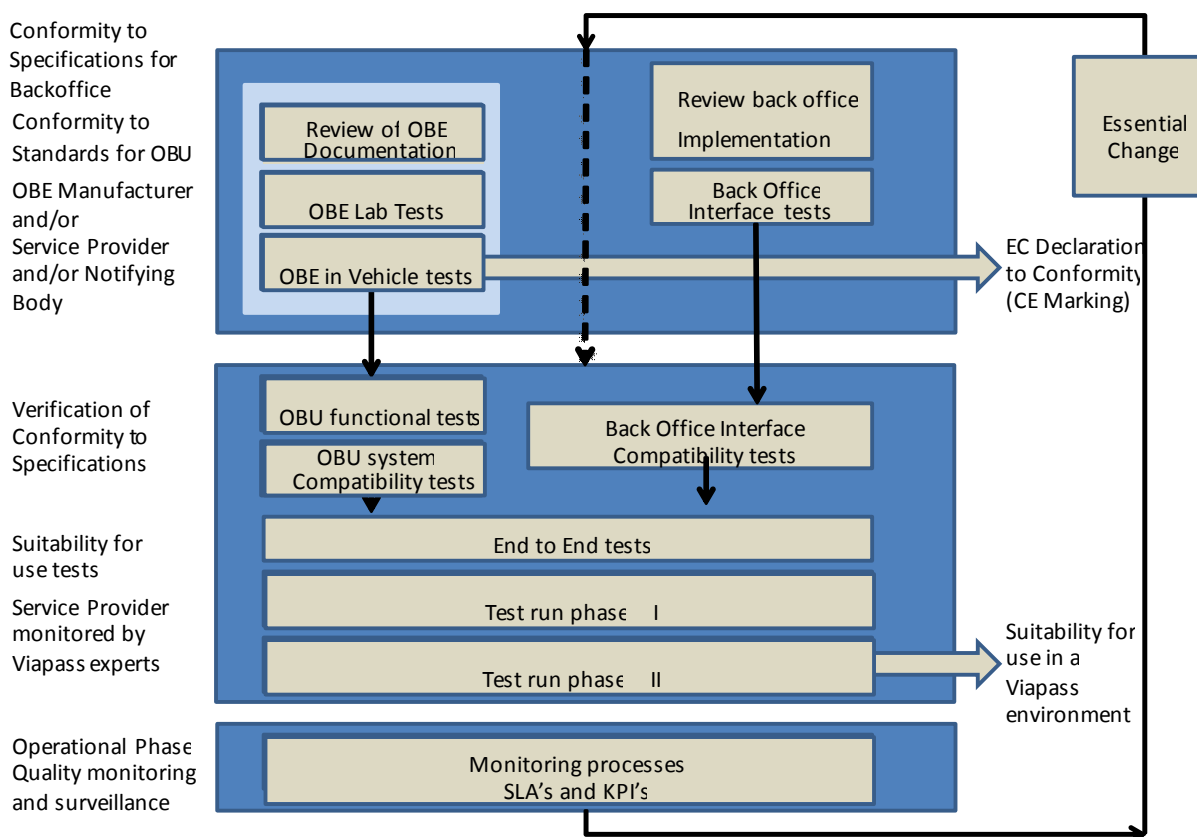 Conformity to
Specifications for
Backoffice
Conformity to
Standards for OBU
OBE Manufacturer
and/or
Service Provider
and/or Notifying
Body
Review of OBE
Documentation
OBE Lab Tests
OBE in Vehicle tests
Review back office
Implementation
Back Office
Interface tests
Essential
Change
EC Declaration
to Conformity
(CE Marking)
Verification of
Conformity to
Specifications
Suitability for
use tests
Service Provider
monitored by
Viapass experts
OBU functional tests
OBU system
Compatibility tests
Back Office Interface
Compatibility tests
End to End tests
Test run phase I
Test run phase II
Suitability for
use in a
Viapass
environment
Operational Phase
Quality monitoring
and surveillance
Monitoring processes
SLA's and KPI's